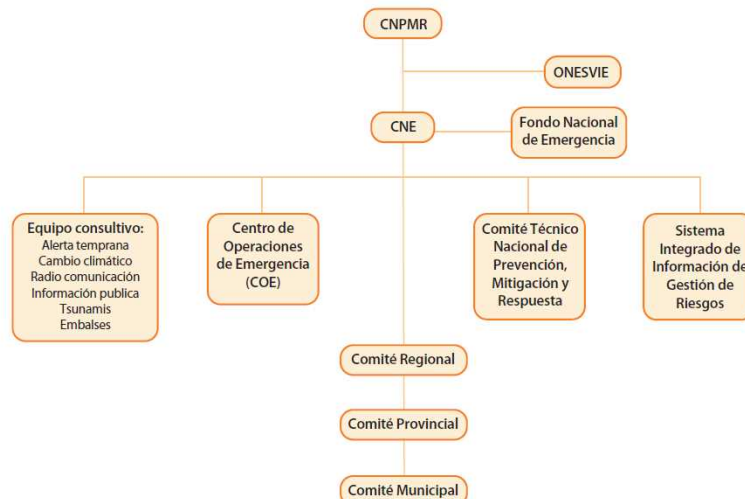 CNPMR
ONESVIE
CNE
Fondo Nacional
de Emergencia
Equipo consultivo:
Alerta temprana
Cambio climático
Radio comunicación
Información publica
Tsunamis
Embalses
Centro de
Operaciones
de Emergencia
(COE)
Comité Técnico
Nacional de
Prevención,
Mitigación y
Respuesta
Sistema
Integrado de
Información de
Gestión de
Riesgos
Comité Regional
Comité Provincial
Comité Municipal